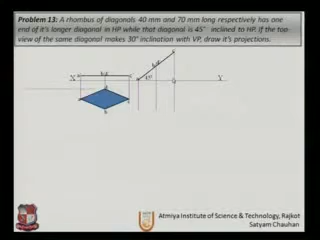 Problem 13: A rhombus of diagonals 40 mm and 70 mm long respectively has one
end of it's longer diagonal in HP while that diagonal is 45° inclined to HP. If the top-
view of the same diagonal makes 30° inclination with VP, draw it's projections.
X
45°
Y
Atmiya Institute of Science & Technology, Rajkot
Satyam Chauhan